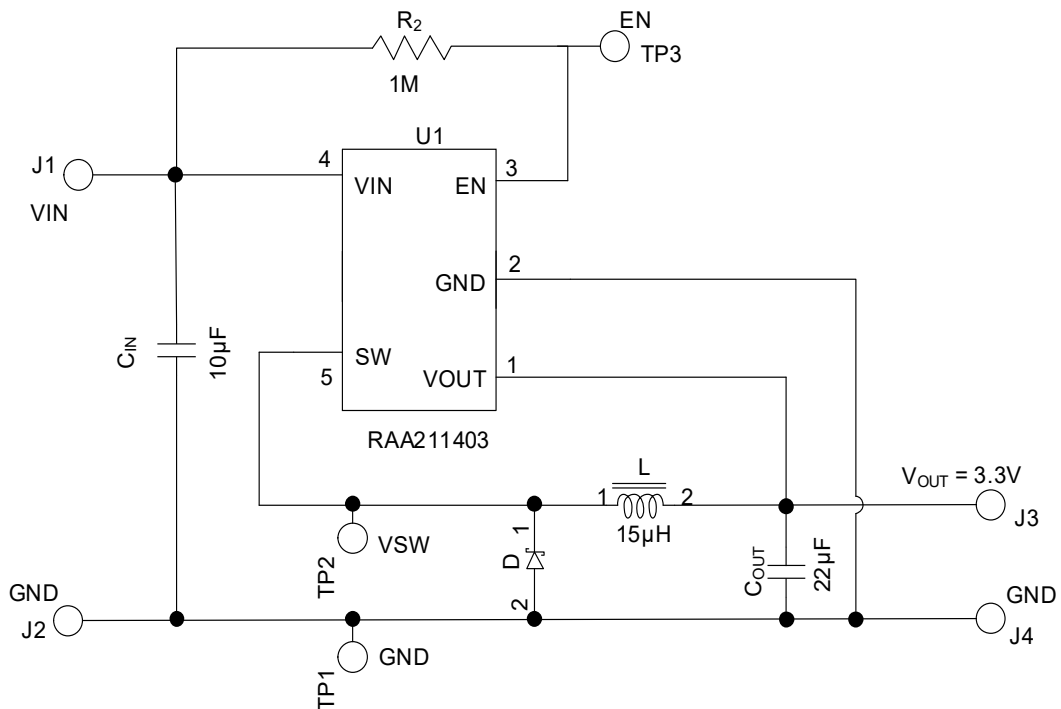 R2
EN
TP3
1M
U1
J1
VIN
4
VIN
EN
3
GND
2
CIN
10µF
SW
5
VOUT
1
RAA211403
L
VOUT = 3.3V
1
2
15µH
J3
TP2
VSW
1
D
2
COUT
22µF
GND
J2
GND
J4
TP1
GND